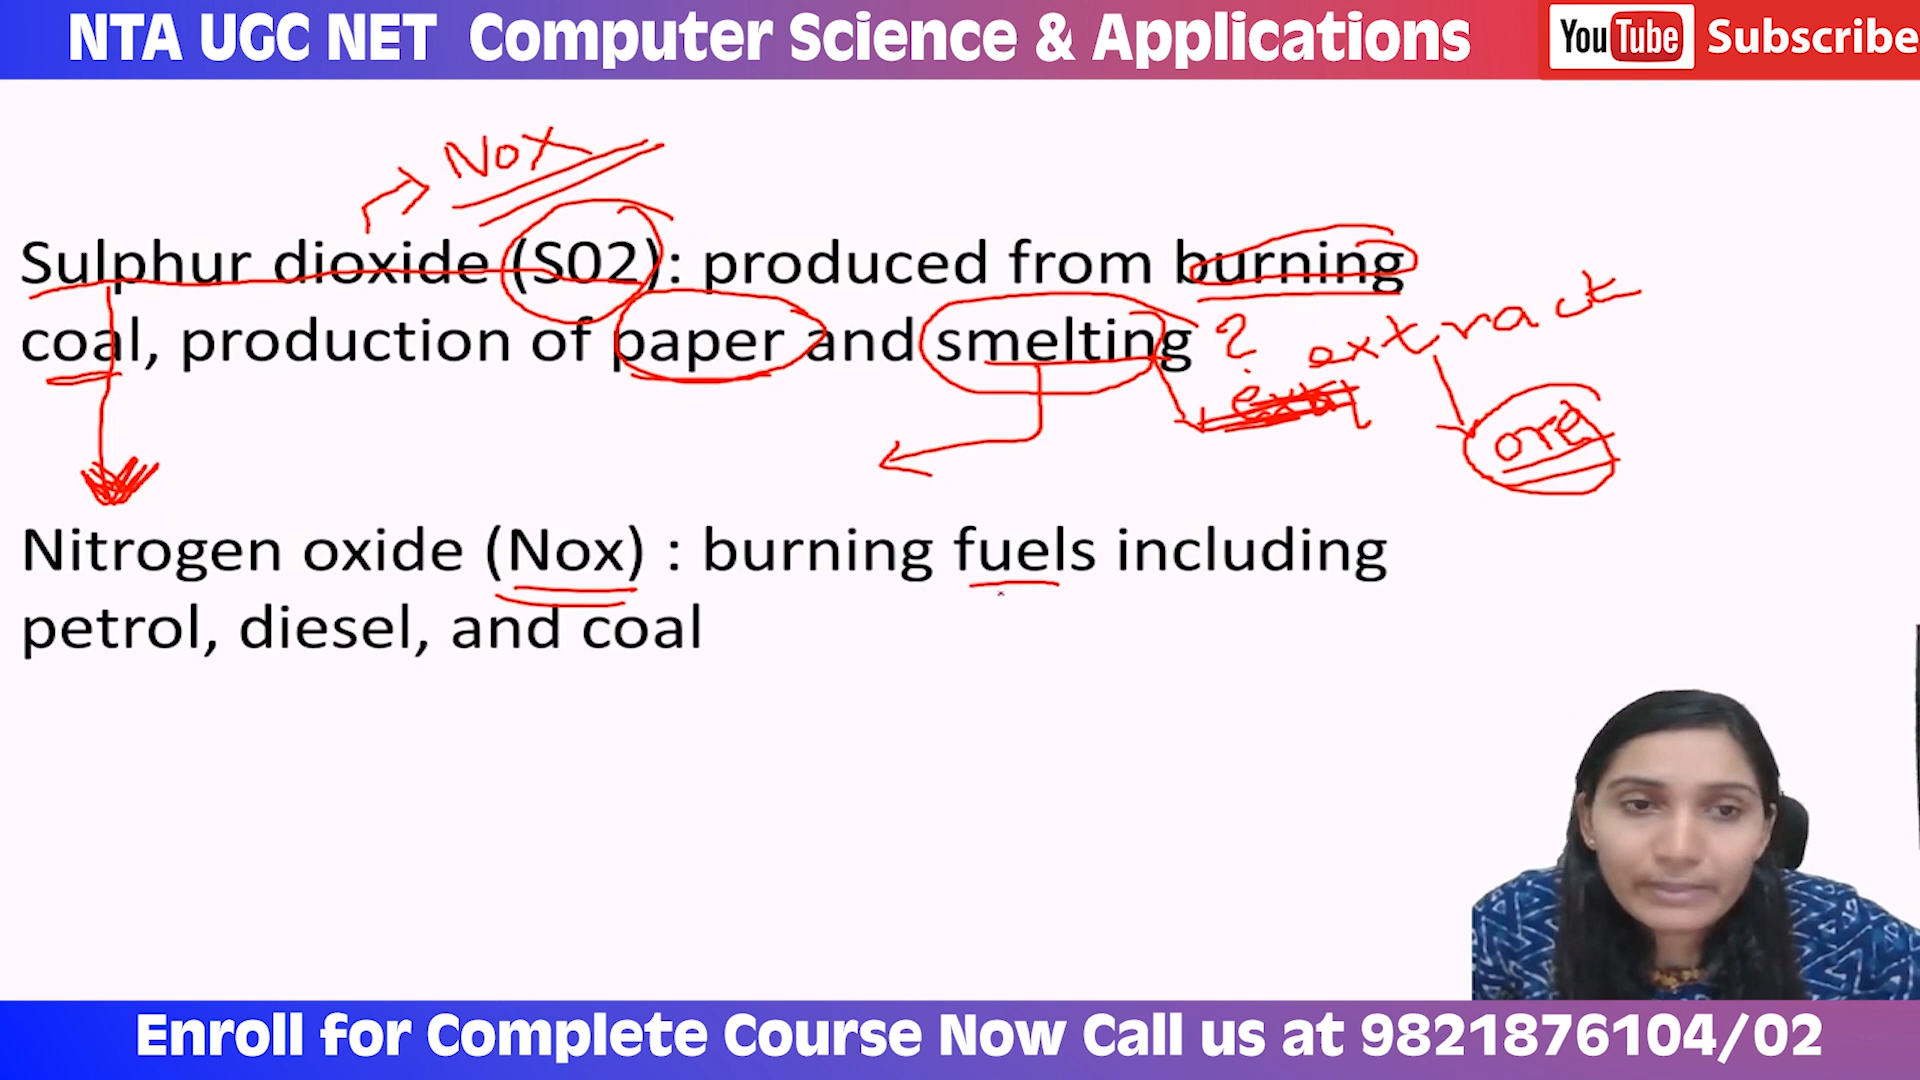 NTA UGC NET Computer Science & Applications
YouTube Subscribe
NOX
Sulphur dioxide (S02): produced from burning
coal, production of paper and smelting ? extract
ore
Nitrogen oxide (Nox) : burning fuels including
petrol, diesel, and coal
Enroll for Complete Course Now Call us at 9821876104/02